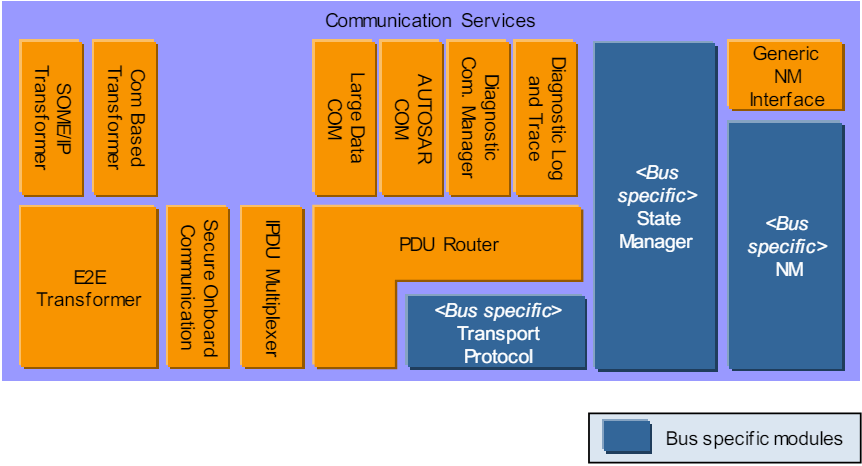 Communication Services
SOME/IP
Transformer
Com Based
Transformer
Large Data
COM
AUTOSAR
COM
Diagnostic
Com. Manager
Diagnostic Log
and Trace
<Bus
specific>
State
Manager
Generic
NM
Interface
<Bus
specific>
NM
E2E
Transformer
Secure Onboard
Communication
IPDU Multiplexer
PDU Router
<Bus specific>
Transport
Protocol
Bus specific modules